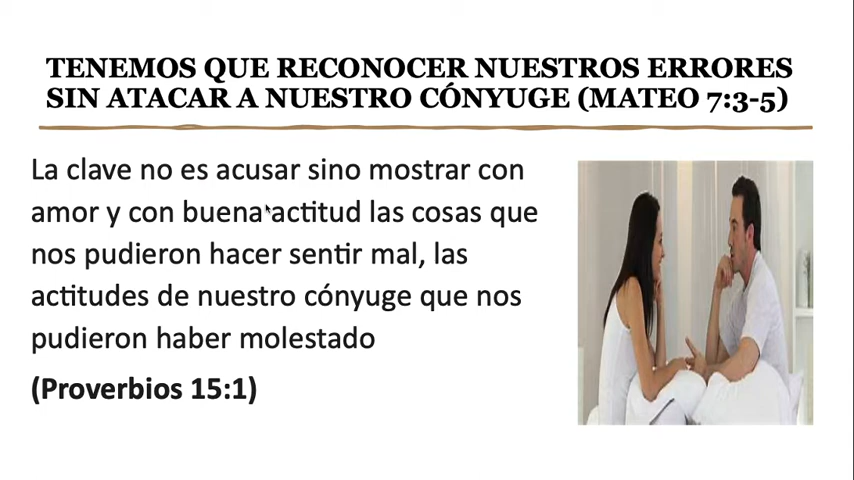 TENEMOS QUE RECONOCER NUESTROS ERRORES
SIN ATACAR A NUESTRO CÓNYUGE (MATEO 7:3-5)
La clave no es acusar sino mostrar con
amor y con buena actitud las cosas que
nos pudieron hacer sentir mal, las
actitudes de nuestro cónyuge que nos
pudieron haber molestado
(Proverbios 15:1)